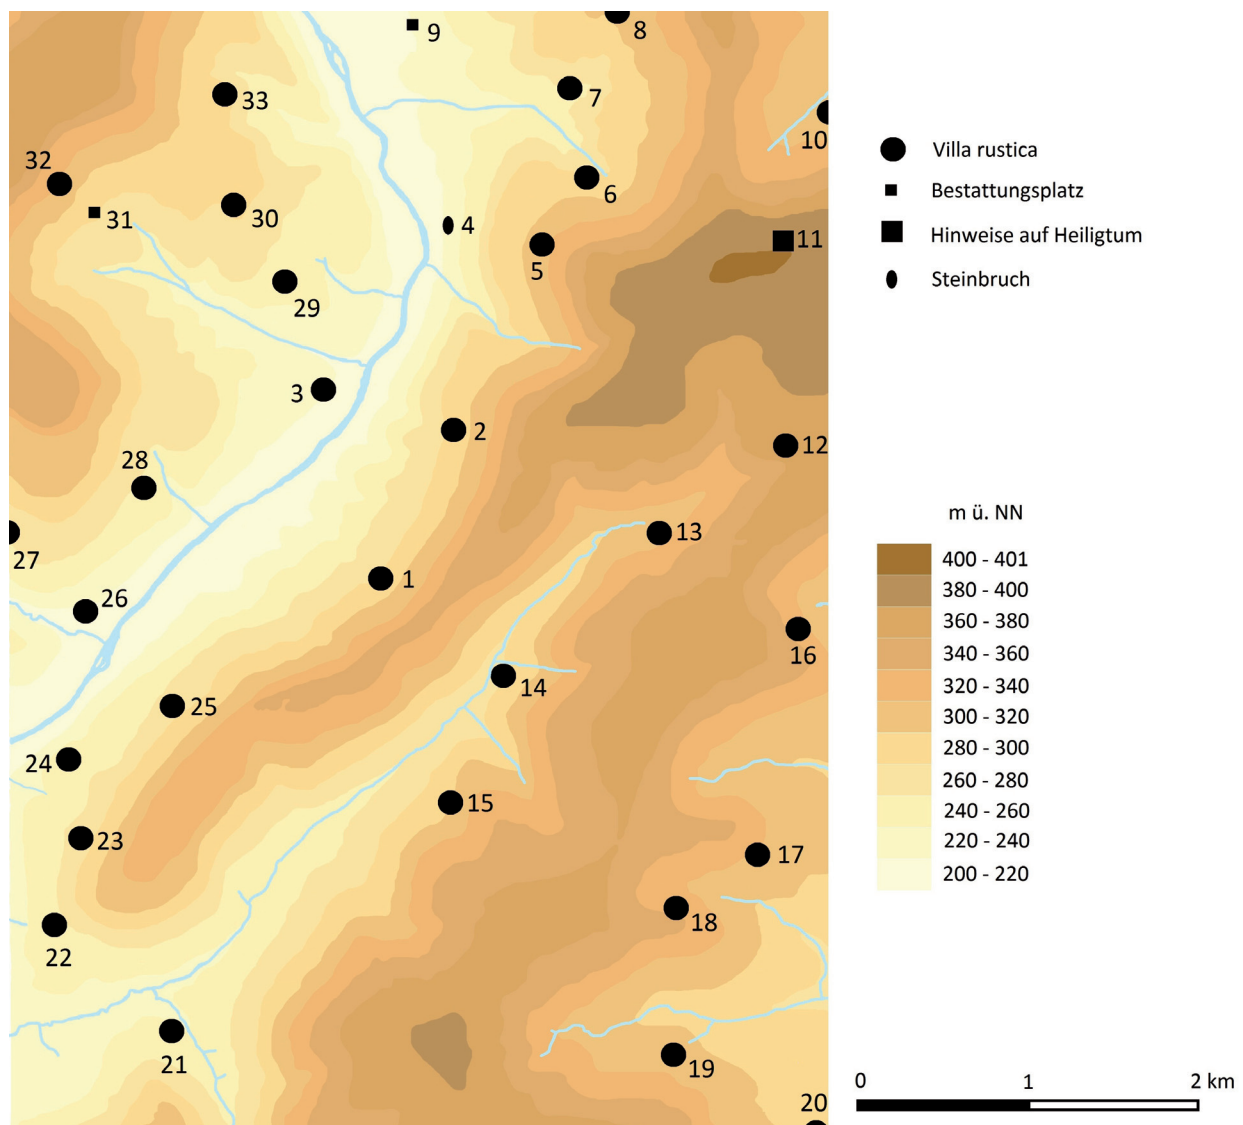 9
8
33
7
10
32
6
31
30
4
11
5
29
3
2
12
28
13
27
1
26
16
14
25
24
15
23
17
18
22
21
19
20
Villa rustica
Bestattungsplatz
Hinweise auf Heiligtum
Steinbruch
m ü. NN
400 - 401
380 - 400
360 - 380
340 - 360
320 - 340
300 - 320
280 - 300
260 - 280
240 - 260
220 - 240
200 - 220
0 1 2 km